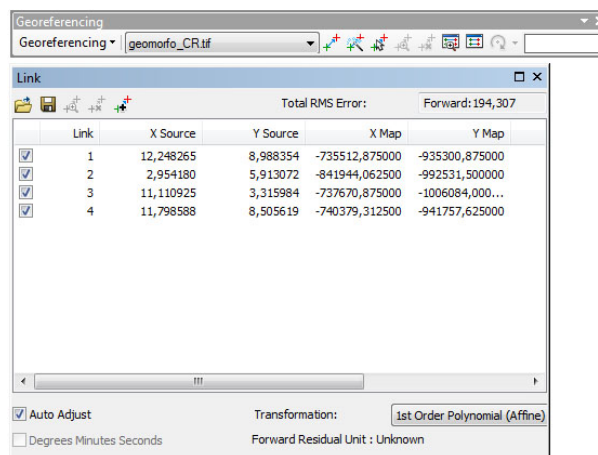 Georeferencing
Georeferencing geomorfo_CR.tif
Link
Total RMS Error: Forward:194,307
Link X Source Y Source X Map Y Map
1 12,248265 8,988354 -735512,875000 -935300,875000
2 2,954180 5,913072 -841944,062500 -992531,500000
3 11,110925 3,315984 -737670,875000 -1006084,000...
4 11,798588 8,505619 -740379,312500 -941757,625000
Auto Adjust Transformation: 1st Order Polynomial (Affine)
Degrees Minutes Seconds Forward Residual Unit : Unknown